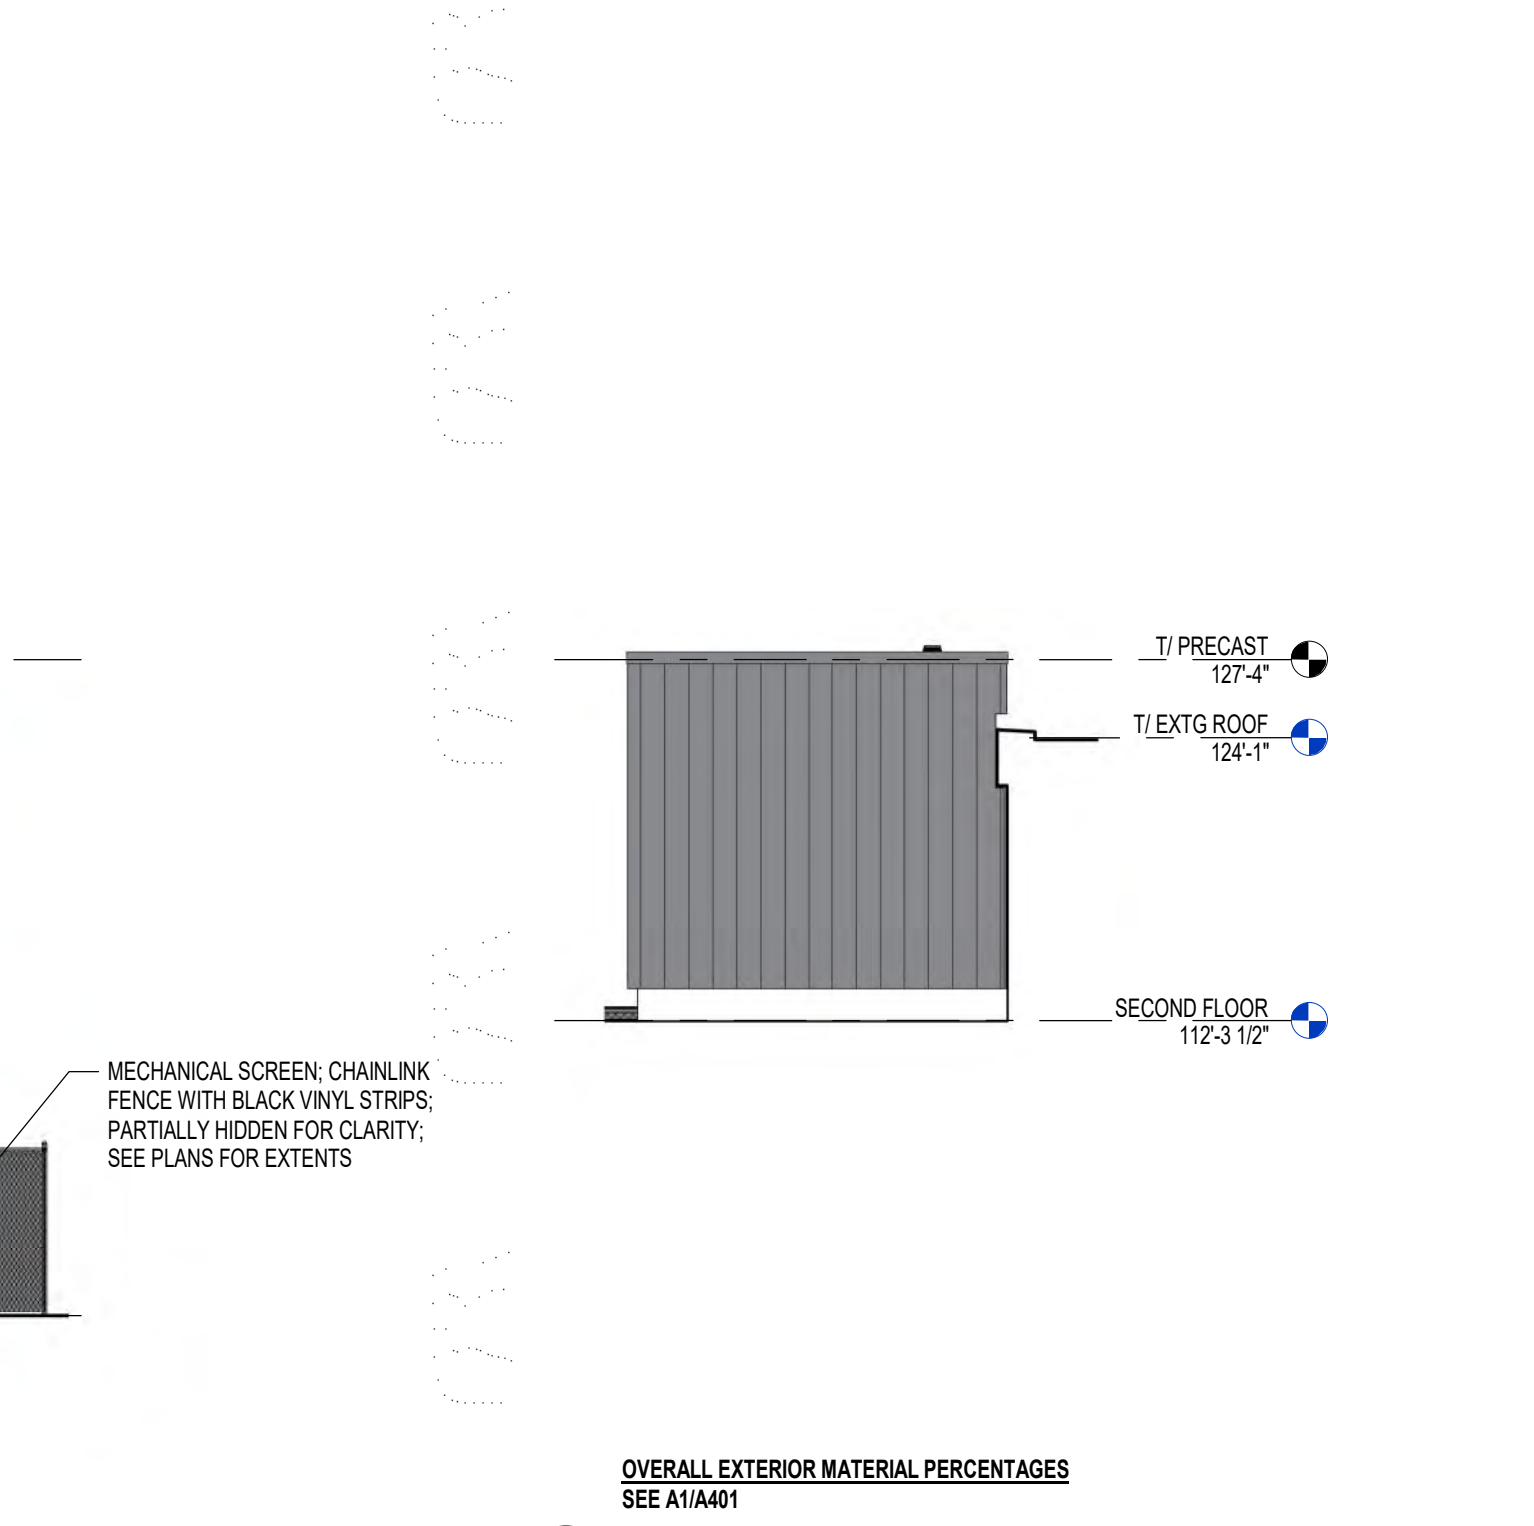 T/ PRECAST
127'-4"
T/ EXTG ROOF
124'-1"
SECOND FLOOR
112'-3 1/2"
MECHANICAL SCREEN; CHAINLINK
FENCE WITH BLACK VINYL STRIPS;
PARTIALLY HIDDEN FOR CLARITY;
SEE PLANS FOR EXTENTS
OVERALL EXTERIOR MATERIAL PERCENTAGES
SEE A1/A401